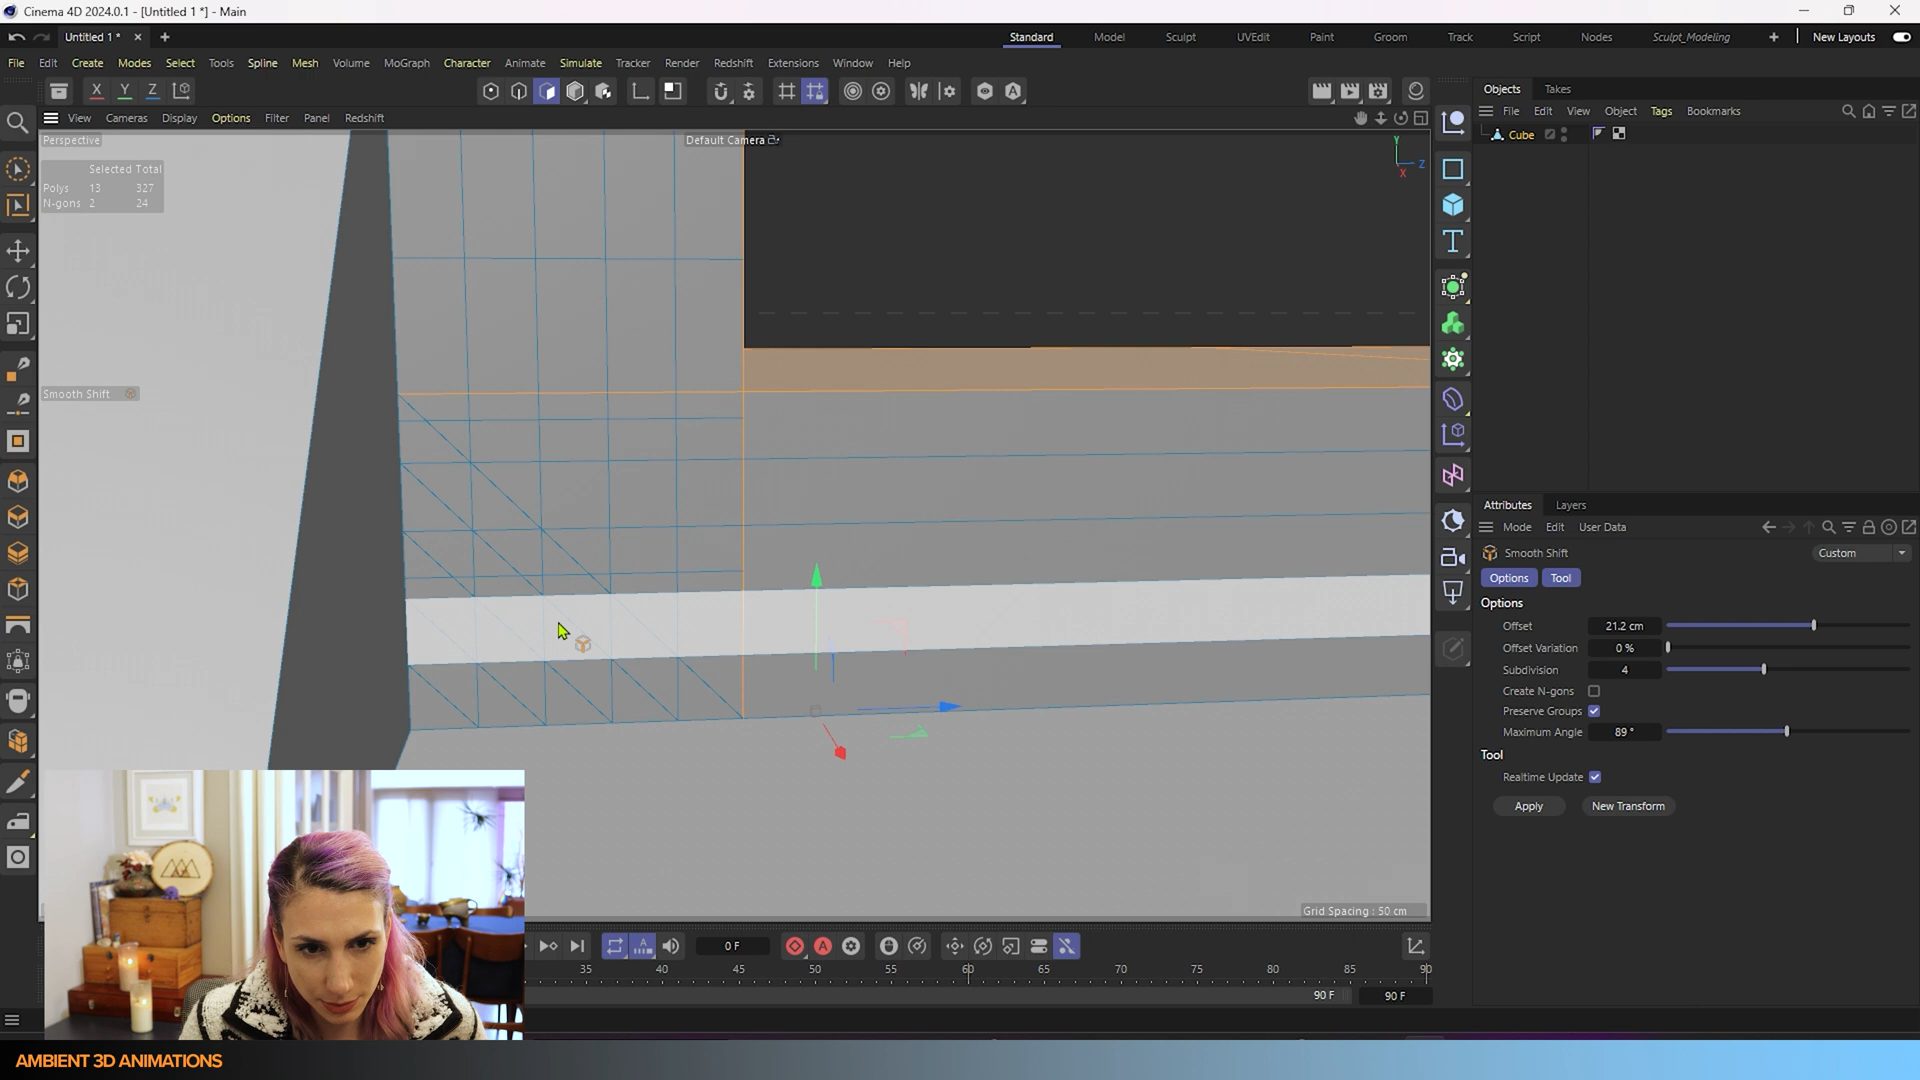 Cinema 4D 2024.0.1 - [Untitled 1 *] - Main
Untitled 1 *
Standard Model Sculpt UVEdit Paint Groom Track Script Nodes Sculpt_Modeling New Layouts
File Edit Create Modes Select Tools Spline Mesh Volume MoGraph Character Animate Simulate Tracker Render Redshift Extensions Window Help
X Y Z
View Cameras Display Options Filter Panel Redshift
Perspective
Default Camera
Y
Z
X
Selected Total
Polys 13 327
N-gons 2 24
Smooth Shift
Grid Spacing : 50 cm
Objects Takes
File Edit View Object Tags Bookmarks
Cube
Attributes Layers
Mode Edit User Data
Smooth Shift Custom
Options Tool
Options
Offset 21.2 cm
Offset Variation 0 %
Subdivision 4
Create N-gons
Preserve Groups
Maximum Angle 89 °
Tool
Realtime Update
Apply New Transform
0 F
35 40 45 50 55 60 65 70 75 80 85 90
90 F 90 F
AMBIENT 3D ANIMATIONS